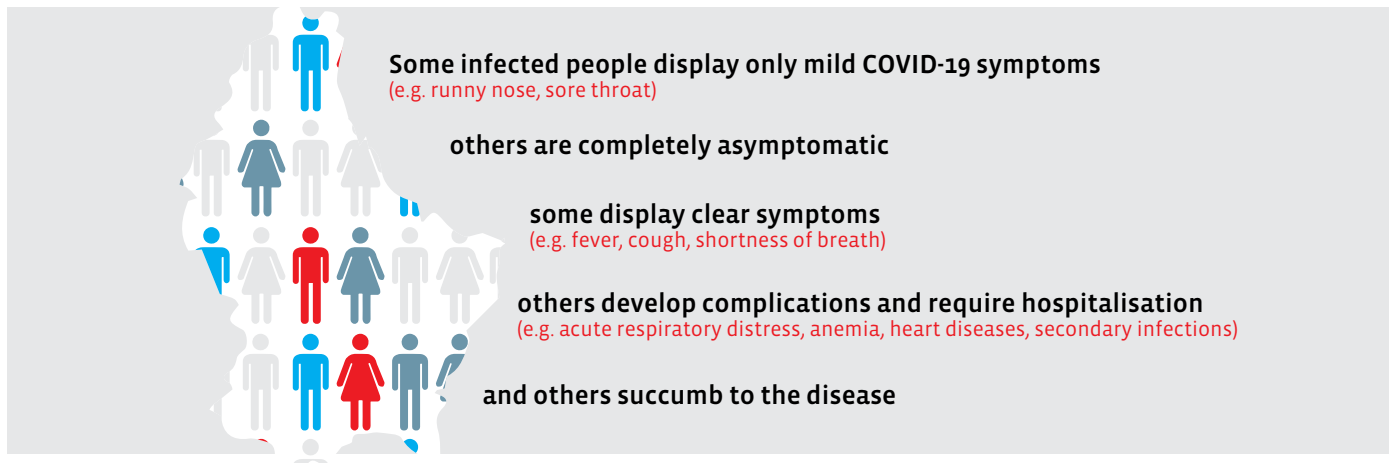 Some infected people display only mild COVID-19 symptoms
(e.g. runny nose, sore throat)
others are completely asymptomatic
some display clear symptoms
(e.g. fever, cough, shortness of breath)
others develop complications and require hospitalisation
(e.g. acute respiratory distress, anemia, heart diseases, secondary infections)
and others succumb to the disease